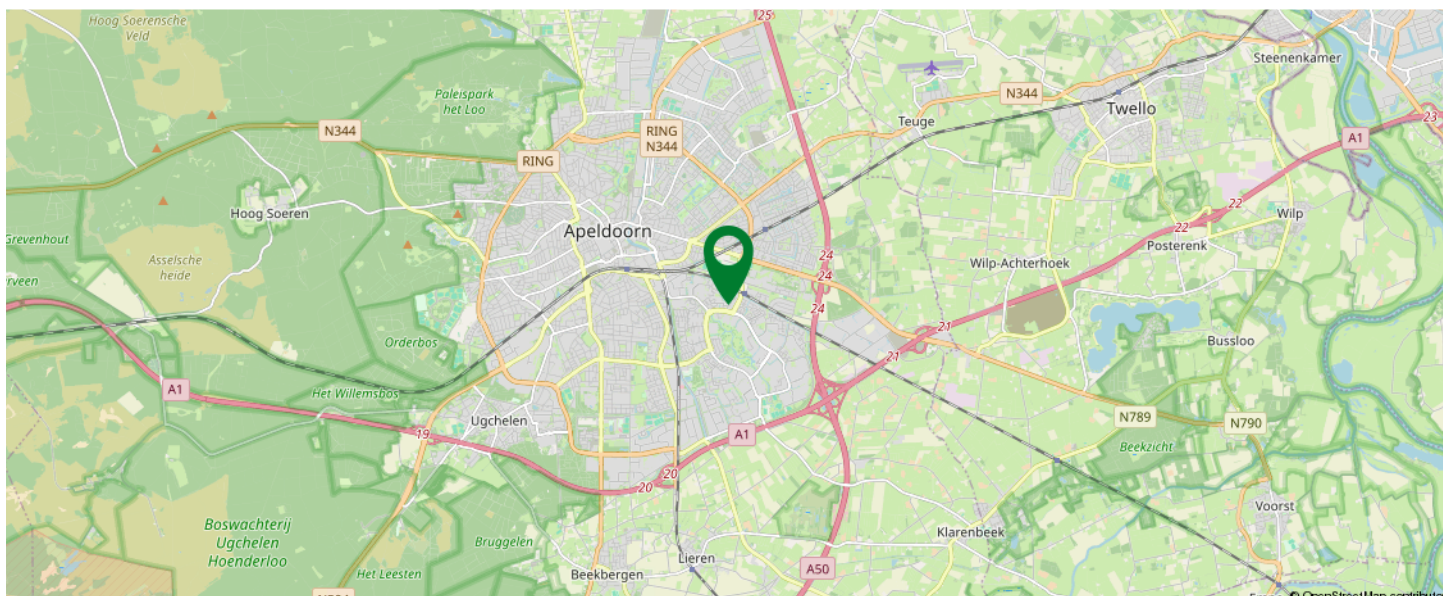 Hoog Soerensche
Veld
25
Steenenkamer
Paleispark
het Loo
N344
Twello
Teuge
23
A1
N344
RING
N344
RING
Hoog Soeren
22
22
Wilp
Posterenk
Grevenhout
Apeldoorn
Asselsche
heide
24
24
24
Wilp-Achterhoek
21
21
Bussloo
Orderbos
A1
Het Willemsbos
Ugchelen
19
A1
N789
N790
Beekzicht
20
20
Voorst
Boswachterij
Ugchelen
Hoenderloo
Bruggelen
Klarenbeek
Lieren
Het Leesten
Beekbergen
A50
© OpenStreetMap contributo